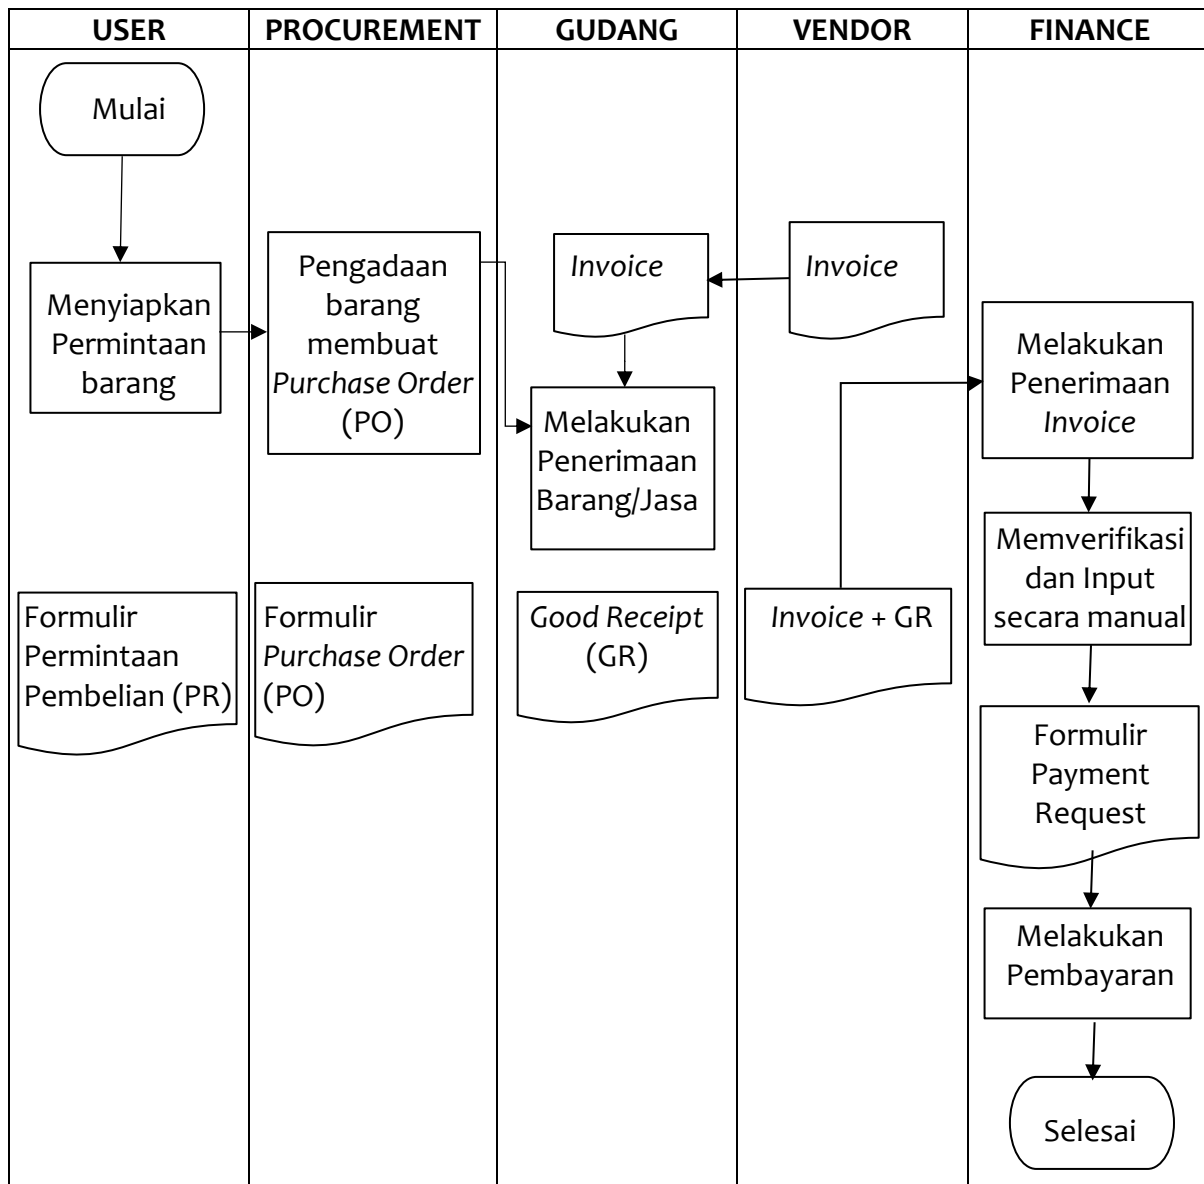 USER
PROCUREMENT
GUDANG
VENDOR
FINANCE
Mulai
Menyiapkan
Permintaan
barang
Formulir
Permintaan
Pembelian (PR)
Pengadaan
barang
membuat
Purchase Order
(PO)
Formulir
Purchase Order
(PO)
Invoice
Melakukan
Penerimaan
Barang/Jasa
Good Receipt
(GR)
Invoice
Invoice + GR
Melakukan
Penerimaan
Invoice
Memverifikasi
dan Input
secara manual
Formulir
Payment
Request
Melakukan
Pembayaran
Selesai